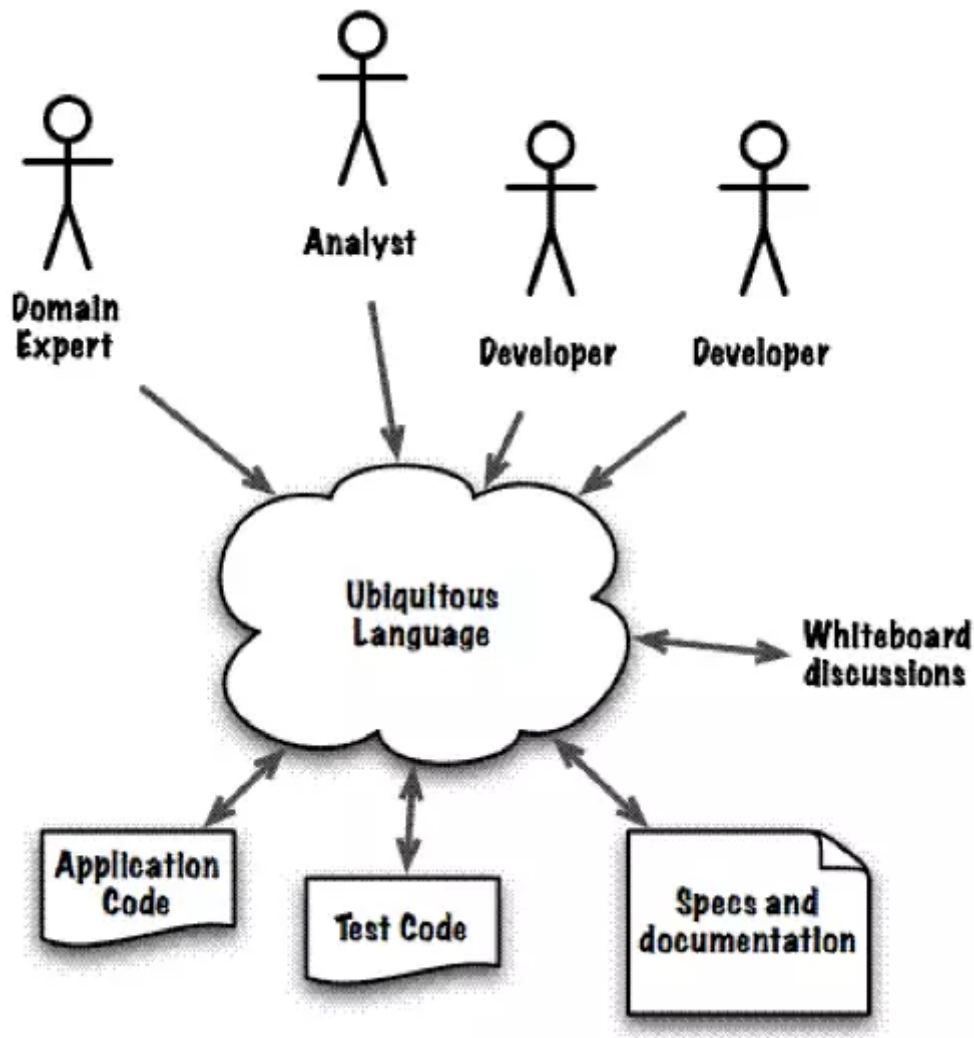 Analyst
Domain
Expert
Developer
Developer
Ubiquitous
Language
Whiteboard
discussions
Application
Code
Test Code
Specs and
documentation